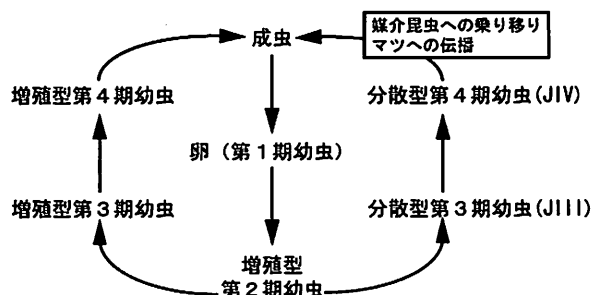 成虫
媒介昆虫への乗り移り
マツへの伝播
増殖型第４期幼虫
分散型第４期幼虫(JIV)
卵（第１期幼虫）
増殖型第３期幼虫
分散型第３期幼虫(JIII)
増殖型
第２期幼虫